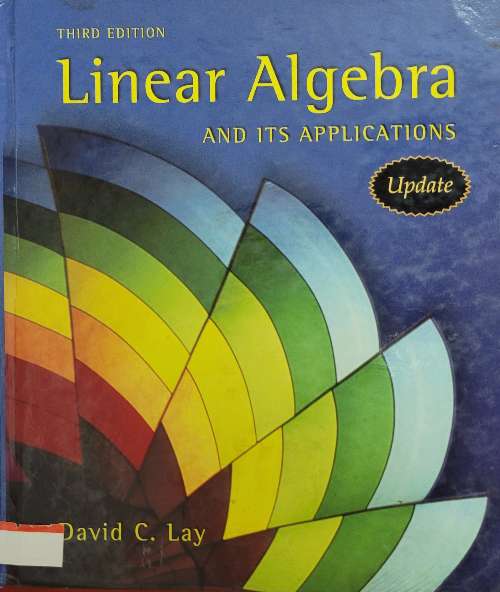 THIRD EDITION
Linear Algebra
AND ITS APPLICATIONS
Update
David C. Lay